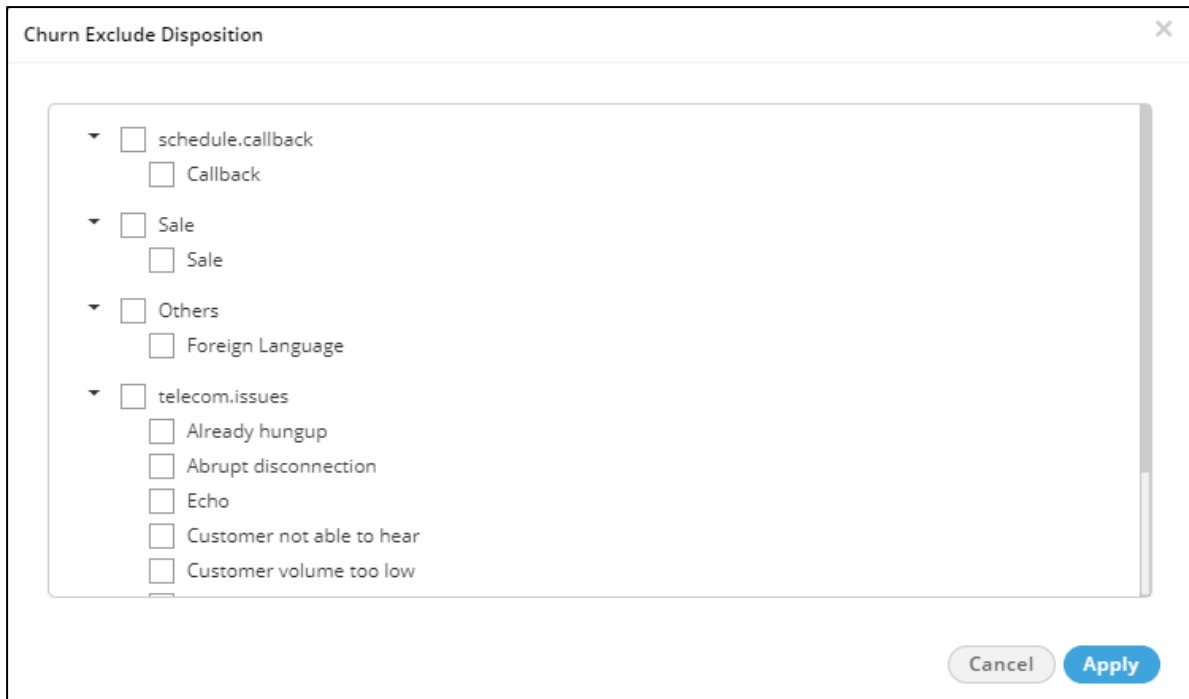 Churn Exclude Disposition
schedule.callback
Callback
Sale
Sale
Others
Foreign Language
telecom.issues
Already hungup
Abrupt disconnection
Echo
Customer not able to hear
Customer volume too low
Cancel
Apply